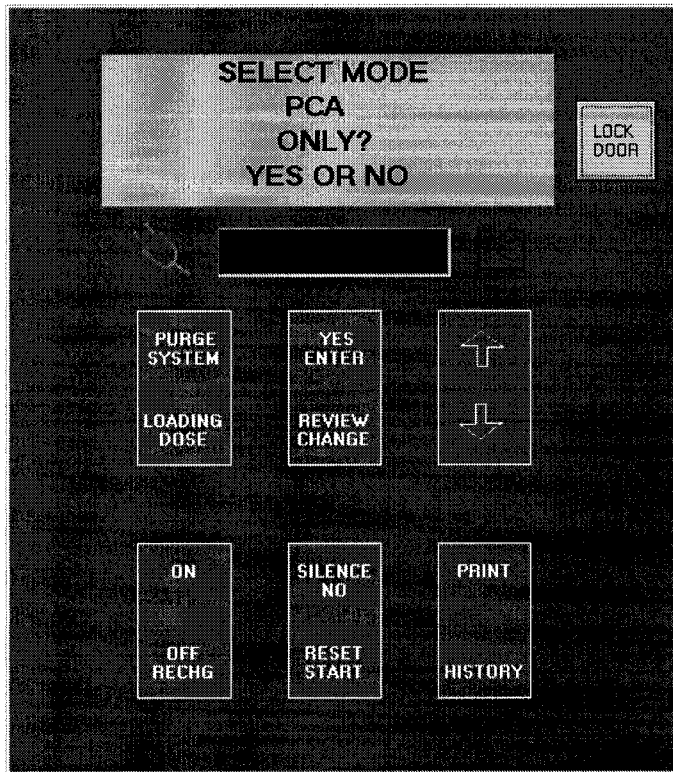 SELECT MODE
PCA
ONLY?
YES OR NO
LOCK
DOOR
PURGE
SYSTEM
LOADING
DOSE
YES
ENTER
REVIEW
CHANGE
ON
OFF
RECHG
SILENCE
NO
RESET
START
PRINT
HISTORY